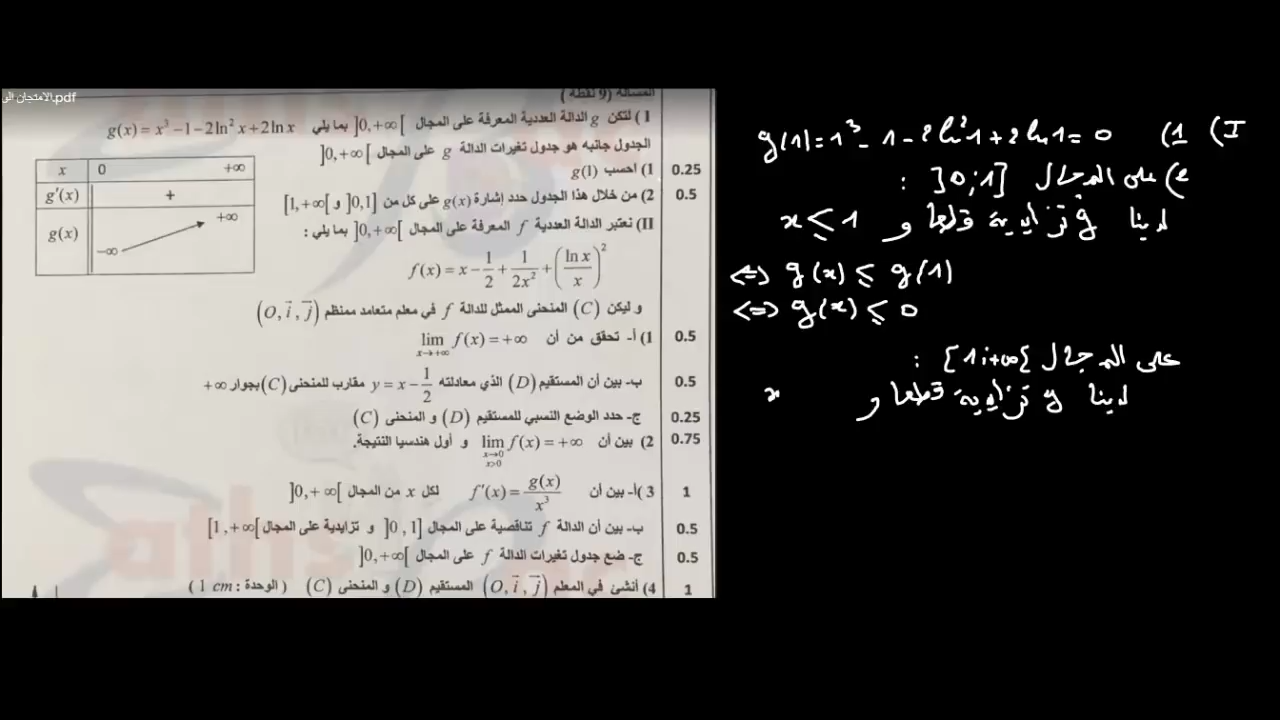 الامتحان الو.pdf
المسألة (9 نقطة)
I) لتكن g الدالة العددية المعرفة على المجال ]0,+∞[ بما يلي g(x) = x³ −1−2ln² x+2ln x
الجدول جانبه هو جدول تغيرات الدالة g على المجال ]0,+∞[
x 0 +∞
g'(x) +
g(x) −∞ +∞
0.25 1) احسب g(1)
0.5 2) من خلال هذا الجدول حدد إشارة g(x) على كل من ]0,1] و [1,+∞[
II) نعتبر الدالة العددية f المعرفة على المجال ]0,+∞[ بما يلي :
f(x) = x − 1/2 + 1/2x² + (ln x / x)²
و ليكن (C) المنحنى الممثل للدالة f في معلم متعامد ممنظم (O, i, j)
0.5 1) أ- تحقق من أن lim x→+∞ f(x) = +∞
0.5 ب- بين أن المستقيم (D) الذي معادلته y = x − 1/2 مقارب للمنحنى (C) بجوار +∞
0.25 ج- حدد الوضع النسبي للمستقيم (D) و المنحنى (C)
0.75 2) بين أن lim x→0 x>0 f(x) = +∞ و أول هندسيا النتيجة.
1 3) أ- بين أن f'(x) = g(x)/x³ لكل x من المجال ]0,+∞[
0.5 ب- بين أن الدالة f تناقصية على المجال ]0,1] و تزايدية على المجال [1,+∞[
0.5 ج- ضع جدول تغيرات الدالة f على المجال ]0,+∞[
1 4) أنشئ في المعلم (O, i, j) المستقيم (D) و المنحنى (C) ( الوحدة : 1 cm )
I) 1) g(1) = 1³ − 1 − 2ln²1 + 2ln1 = 0
2) على المجال ]0;1] :
لدينا g تزايدية قطعا و x ≤ 1
⇔ g(x) ≤ g(1)
⇔ g(x) ≤ 0
على المجال [1;+∞[ :
لدينا g تزايدية قطعا و x